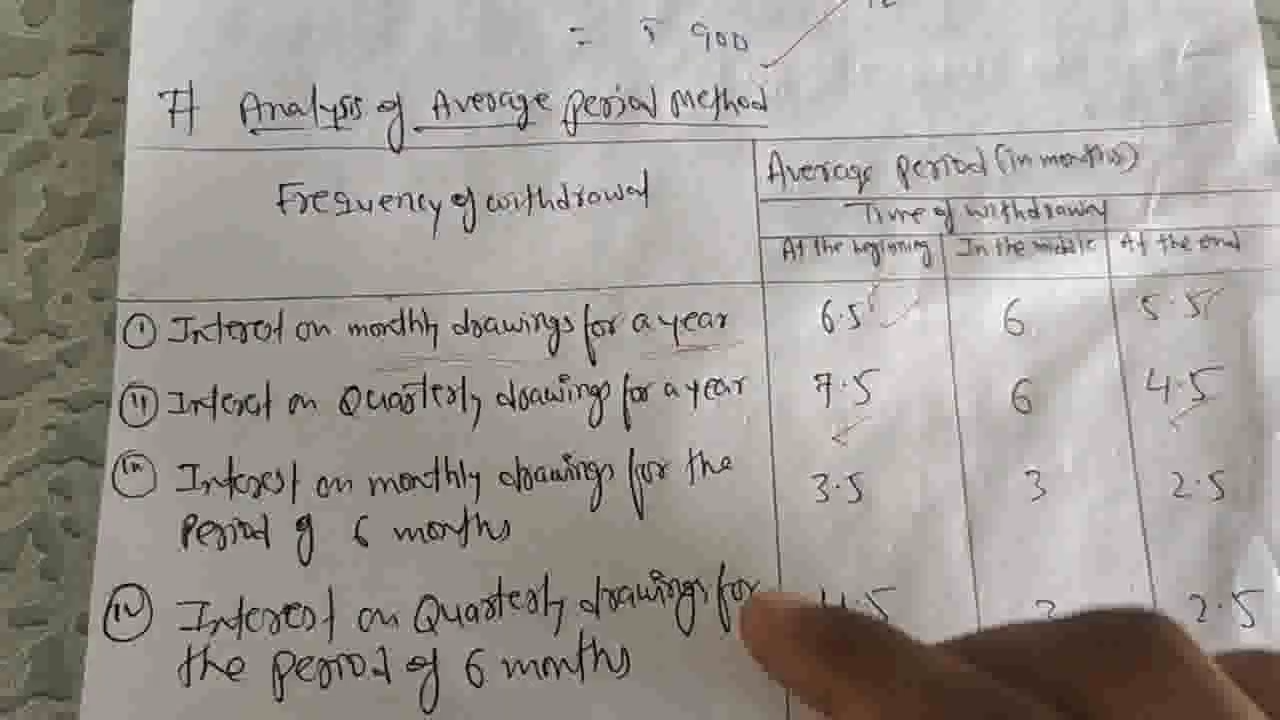 = ₹ 900
# Analysis of Average period Method
Frequency of withdrawal
Average period (in months)
Time of withdrawal
At the beginning In the middle At the end
(i) Interest on monthly drawings for a year 6.5 6 5.5
(ii) Interest on Quarterly drawings for a year 7.5 6 4.5
(iii) Interest on monthly drawings for the 3.5 3 2.5
period of 6 months
(iv) Interest on Quarterly drawings for 4.5 2.5
the period of 6 months